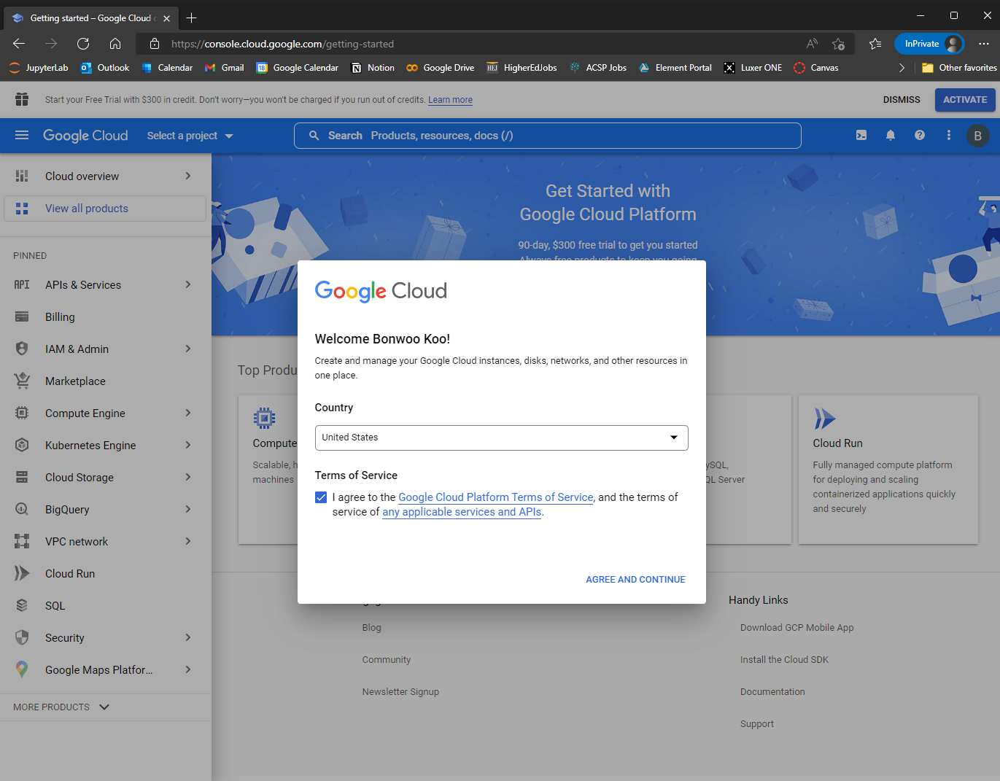 Getting started – Google Cloud
https://console.cloud.google.com/getting-started
InPrivate
JupyterLab
Outlook
Calendar
Gmail
18
Google Calendar
Notion
Google Drive
HigherEdJobs
ACSP Jobs
Element Portal
Luxer ONE
Canvas
Other favorites
Start your Free Trial with $300 in credit. Don't worry—you won't be charged if you run out of credits. Learn more
DISMISS
ACTIVATE
Google Cloud
Select a project
Search Products, resources, docs (/)
B
Cloud overview
View all products
PINNED
API APIs & Services
Billing
IAM & Admin
Marketplace
Compute Engine
Kubernetes Engine
Cloud Storage
BigQuery
VPC network
Cloud Run
SQL
Security
Google Maps Platfor...
MORE PRODUCTS
Get Started with
Google Cloud Platform
90-day, $300 free trial to get you started
Always free products to keep you going
Google Cloud
Welcome Bonwoo Koo!
Create and manage your Google Cloud instances, disks, networks, and other resources in
one place.
Country
United States
Terms of Service
I agree to the Google Cloud Platform Terms of Service, and the terms of
service of any applicable services and APIs.
AGREE AND CONTINUE
Top Produ
Compute
Scalable, h
machines
ySQL,
QL Server
Cloud Run
Fully managed compute platform
for deploying and scaling
containerized applications quickly
and securely
Blog
Community
Newsletter Signup
Handy Links
Download GCP Mobile App
Install the Cloud SDK
Documentation
Support